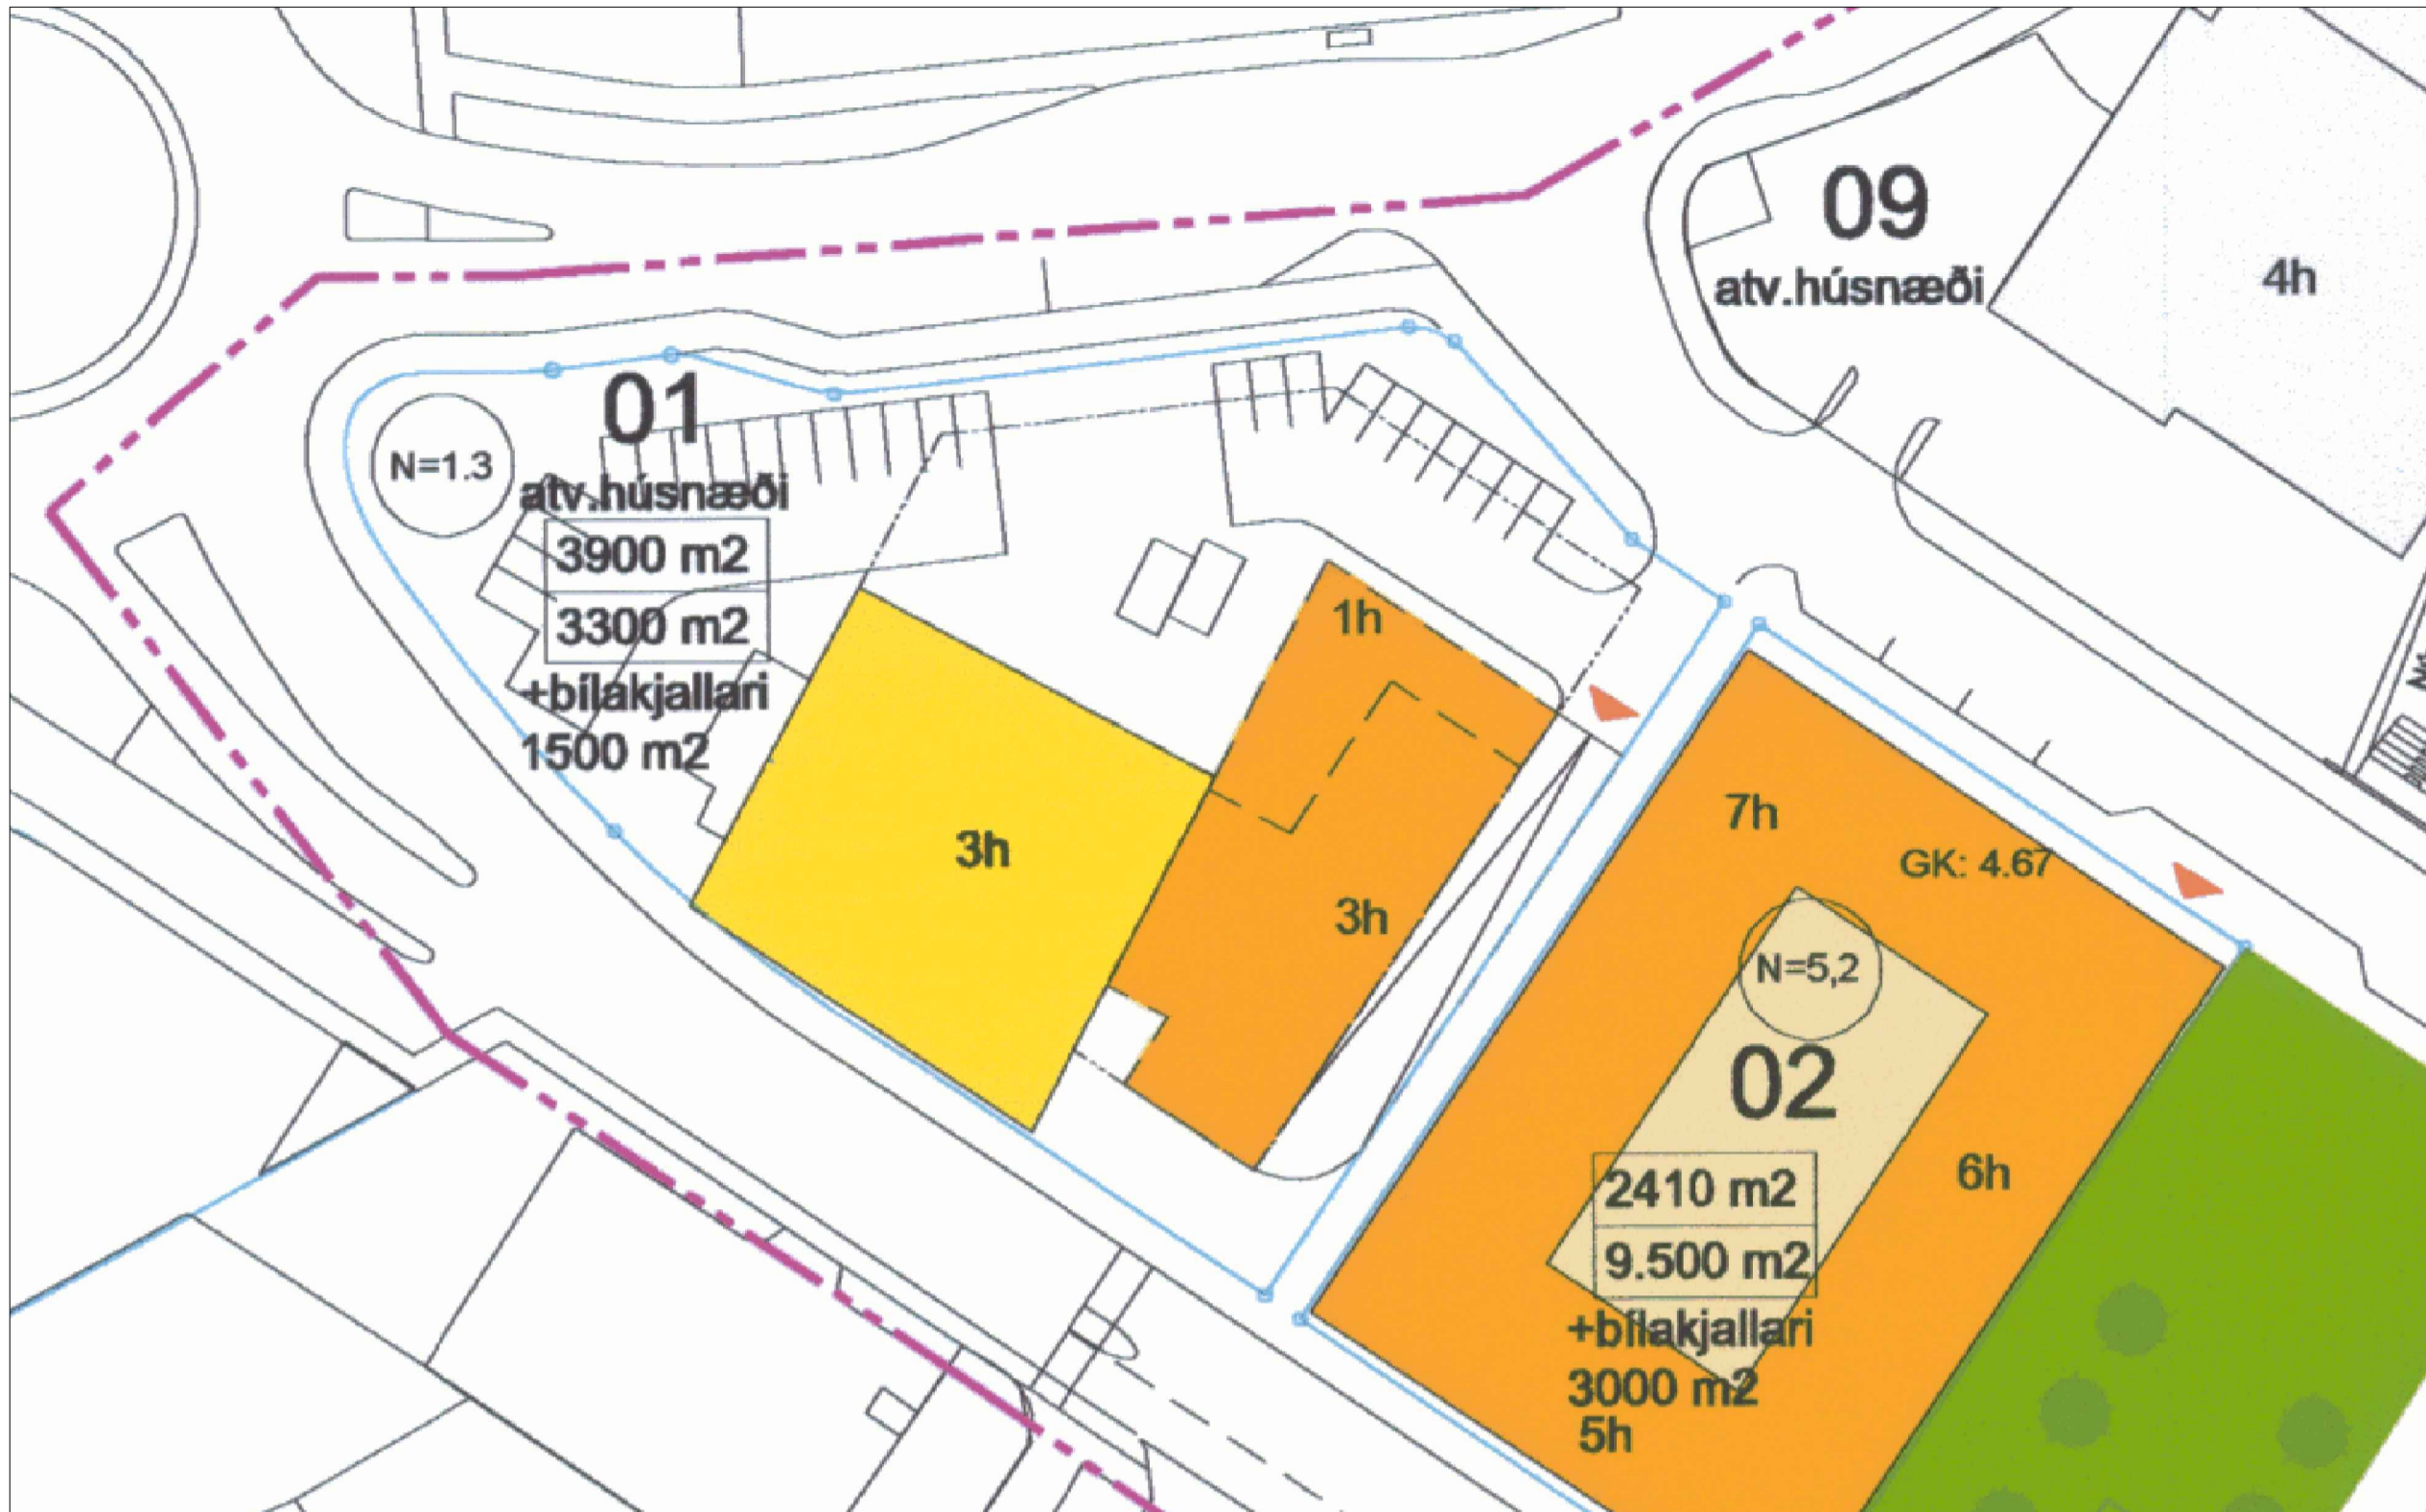 09
atv.húsnæði
4h
01
N=1.3
atv.húsnæði
3900 m2
3300 m2
+bílakjallari
1500 m2
1h
3h
3h
7h
GK: 4.67
N=5,2
02
6h
2410 m2
9.500 m2
+bílakjallari
3000 m2
5h